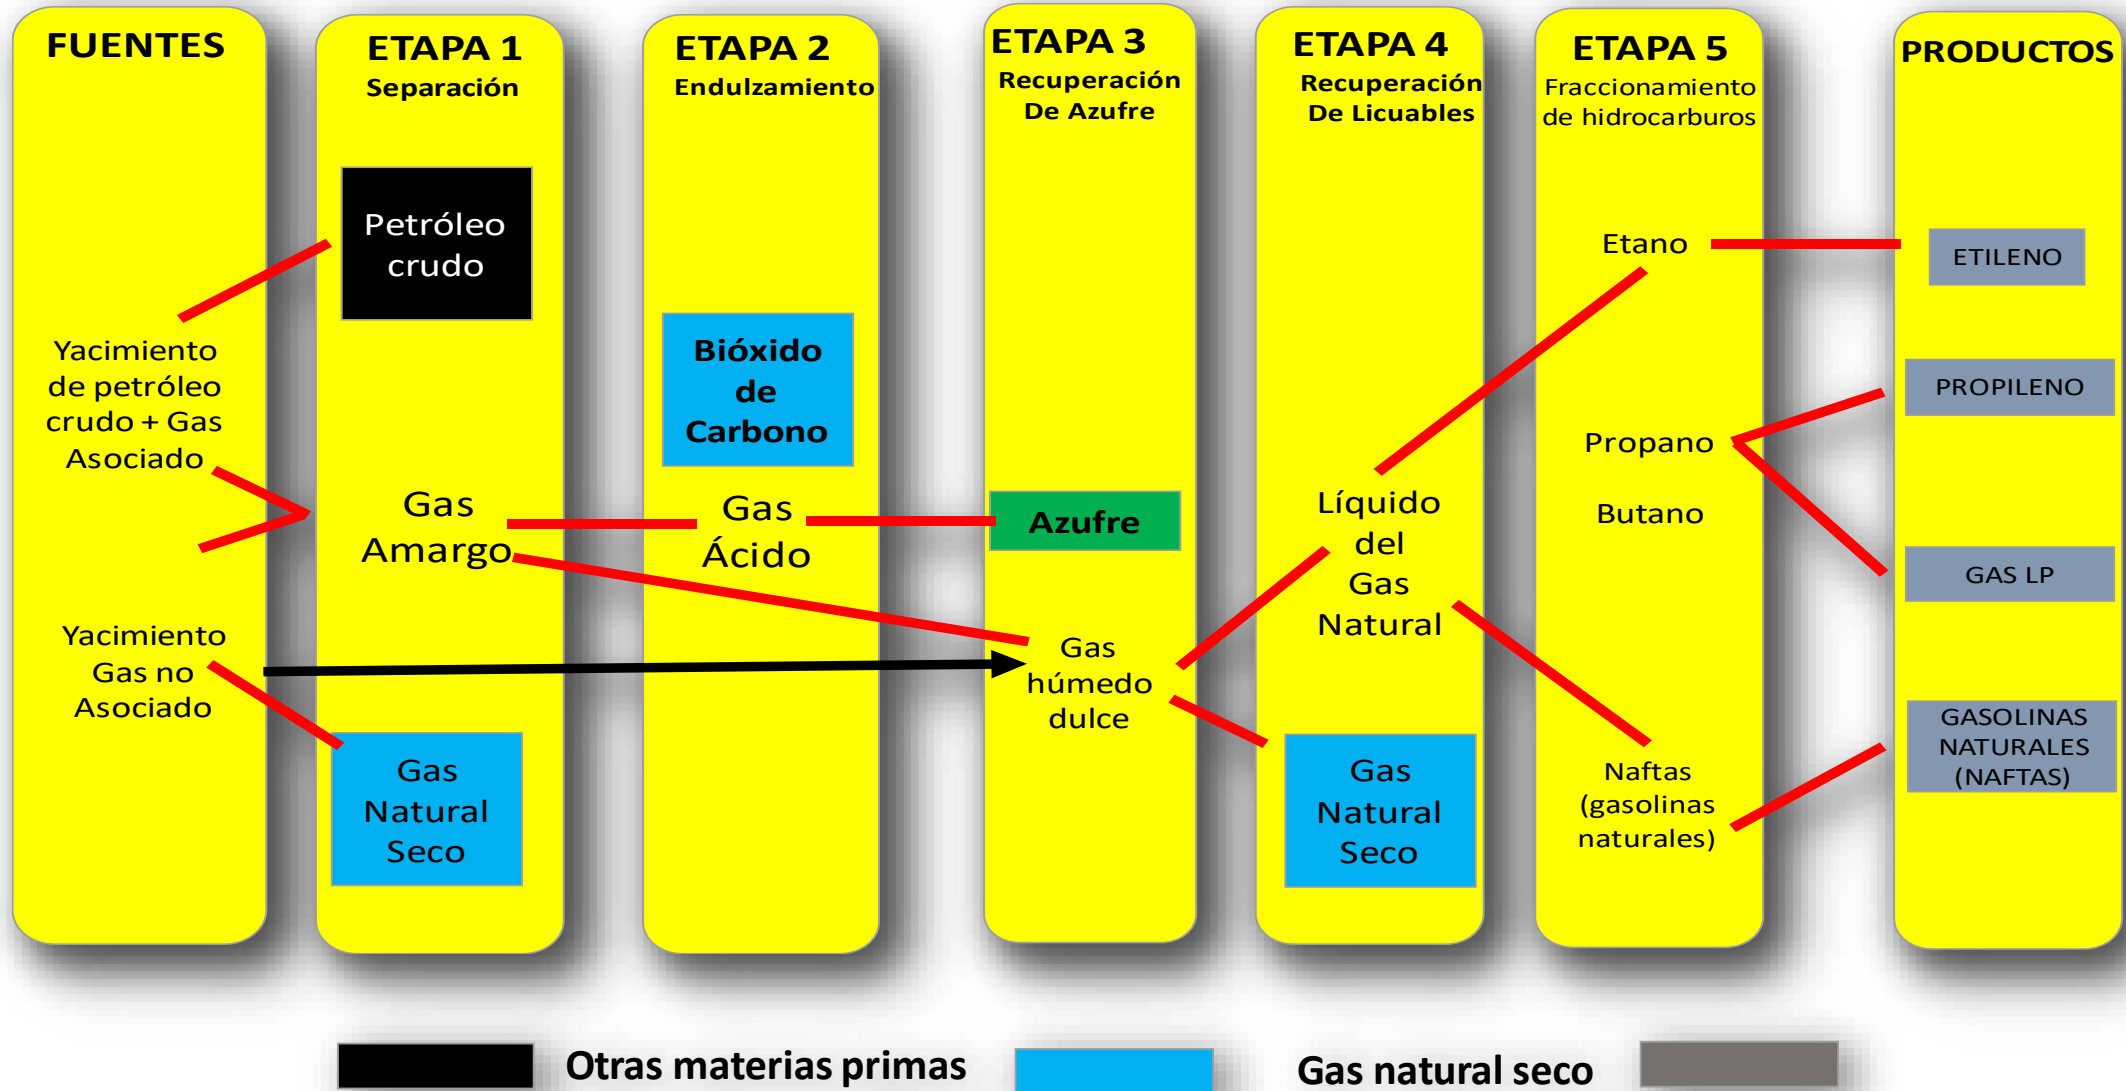 FUENTES
Yacimiento
de petróleo
crudo + Gas
Asociado
Yacimiento
Gas no
Asociado
ETAPA 1
Separación
Petróleo
crudo
Gas
Amargo
Gas
Natural
Seco
ETAPA 2
Endulzamiento
Bióxido
de
Carbono
Gas
Ácido
ETAPA 3
Recuperación
De Azufre
Azufre
Gas
húmedo
dulce
ETAPA 4
Recuperación
De Licuables
Líquido
del
Gas
Natural
Gas
Natural
Seco
ETAPA 5
Fraccionamiento
de hidrocarburos
Etano
Propano
Butano
Naftas
(gasolinas
naturales)
PRODUCTOS
ETILENO
PROPILENO
GAS LP
GASOLINAS
NATURALES
(NAFTAS)
Otras materias primas
Gas natural seco